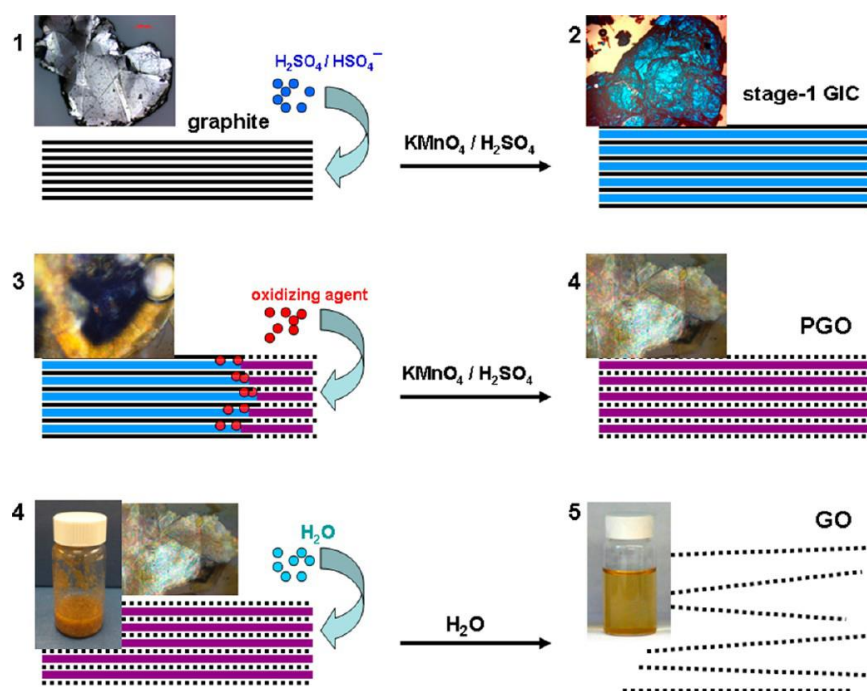 1
H₂SO₄ / HSO₄⁻
graphite
KMnO₄ / H₂SO₄
2
stage-1 GIC
3
oxidizing agent
KMnO₄ / H₂SO₄
4
PGO
4
H₂O
H₂O
5
GO